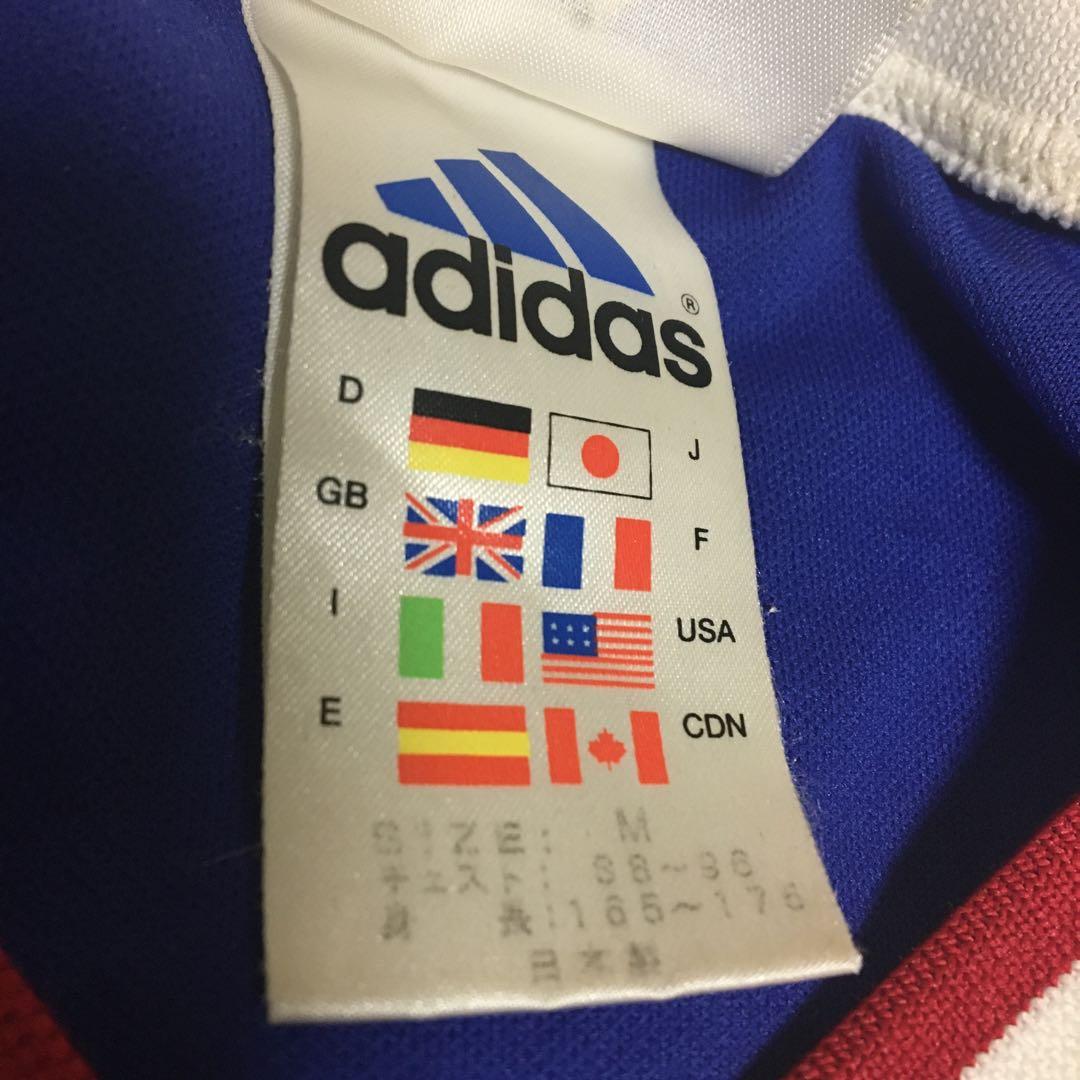 adidas®
D J
GB F
I USA
E CDN
SIZE: M
チェスト: 88~96
身長:165~175
日本製